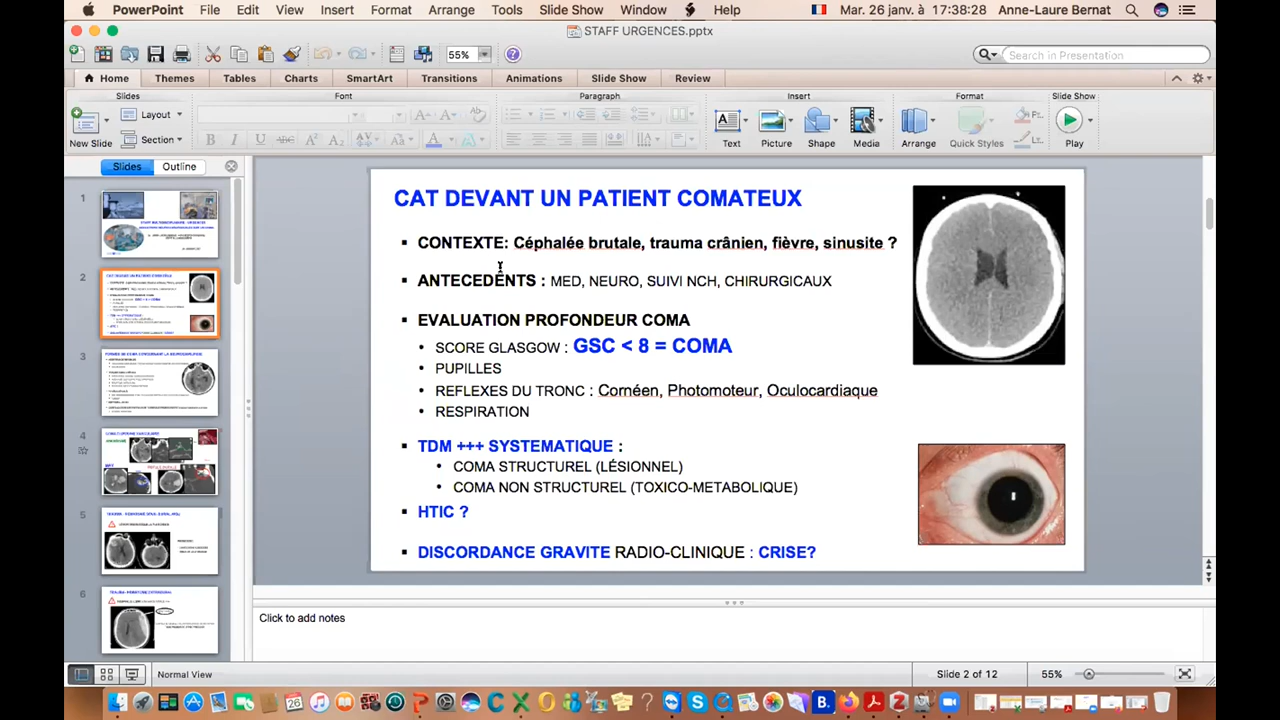 PowerPoint File Edit View Insert Format Arrange Tools Slide Show Window Help Mar. 26 janv. à 17:38:28 Anne-Laure Bernat
STAFF URGENCES.pptx
55% Search in Presentation
Home Themes Tables Charts SmartArt Transitions Animations Slide Show Review
Slides Font Paragraph Insert Format Slide Show
New Slide Layout Section Text Picture Shape Media Arrange Quick Styles Play
Slides Outline
1
2
3
4
5
6
CAT DEVANT UN PATIENT COMATEUX
CONTEXTE: Céphalée brutale, trauma crânien, fièvre, sinusite ?
ANTECEDENTS : MED, NEURO, SUIVI NCH, CHIRURGICAUX
EVALUATION PROFONDEUR COMA
SCORE GLASGOW : GSC < 8 = COMA
PUPILLES
REFLEXES DU TRONC : Cornéen, Photomoteur, Oculocardiaque
RESPIRATION
TDM +++ SYSTEMATIQUE :
COMA STRUCTUREL (LÉSIONNEL)
COMA NON STRUCTUREL (TOXICO-METABOLIQUE)
HTIC ?
DISCORDANCE GRAVITE RADIO-CLINIQUE : CRISE?
Click to add notes
Normal View Slide 2 of 12 55%